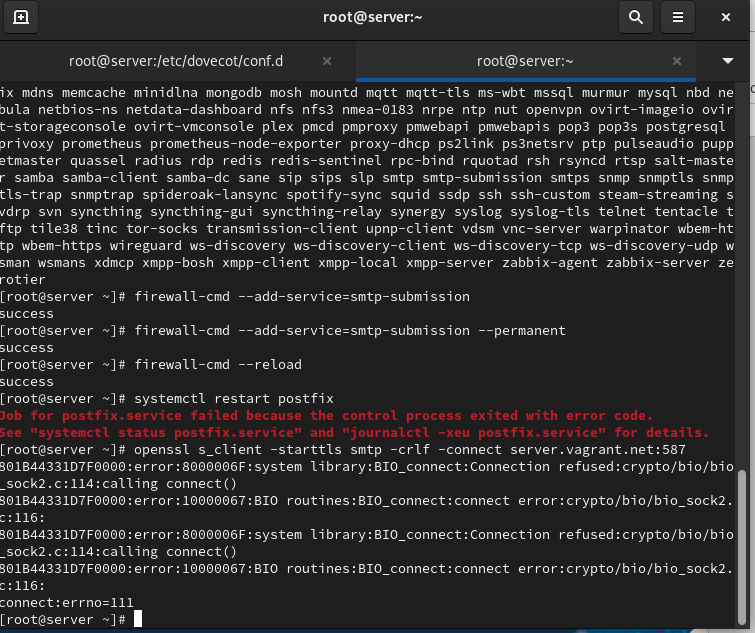 root@server:~
root@server:/etc/dovecot/conf.d
root@server:~
ix mdns memcache minidlna mongodb mosh mountd mqtt mqtt-tls ms-wbt mssql murmur mysql nbd ne
bula netbios-ns netdata-dashboard nfs nfs3 nmea-0183 nrpe ntp nut openvpn ovirt-imageio ovir
t-storageconsole ovirt-vmconsole plex pmcd pmproxy pmwebapi pmwebapis pop3 pop3s postgresql
privoxy prometheus prometheus-node-exporter proxy-dhcp ps2link ps3netsrv ptp pulseaudio pupp
etmaster quassel radius rdp redis redis-sentinel rpc-bind rquotad rsh rsyncd rtsp salt-maste
r samba samba-client samba-dc sane sip sips slp smtp smtp-submission smtps snmp snmptls snmp
tls-trap snmptrap spideroak-lansync spotify-sync squid ssdp ssh ssh-custom steam-streaming s
vdrp svn syncthing syncthing-gui syncthing-relay synergy syslog syslog-tls telnet tentacle t
ftp tile38 tinc tor-socks transmission-client upnp-client vdsm vnc-server warpinator wbem-ht
tp wbem-https wireguard ws-discovery ws-discovery-client ws-discovery-tcp ws-discovery-udp w
sman wsmans xdmcp xmpp-bosh xmpp-client xmpp-local xmpp-server zabbix-agent zabbix-server ze
rotier
[root@server ~]# firewall-cmd --add-service=smtp-submission
success
[root@server ~]# firewall-cmd --add-service=smtp-submission --permanent
success
[root@server ~]# firewall-cmd --reload
success
[root@server ~]# systemctl restart postfix
Job for postfix.service failed because the control process exited with error code.
See "systemctl status postfix.service" and "journalctl -xeu postfix.service" for details.
[root@server ~]# openssl s_client -starttls smtp -crlf -connect server.vagrant.net:587
801B44331D7F0000:error:8000006F:system library:BIO_connect:Connection refused:crypto/bio/bio
_sock2.c:114:calling connect()
801B44331D7F0000:error:10000067:BIO routines:BIO_connect:connect error:crypto/bio/bio_sock2.
c:116:
801B44331D7F0000:error:8000006F:system library:BIO_connect:Connection refused:crypto/bio/bio
_sock2.c:114:calling connect()
801B44331D7F0000:error:10000067:BIO routines:BIO_connect:connect error:crypto/bio/bio_sock2.
c:116:
connect:errno=111
[root@server ~]#